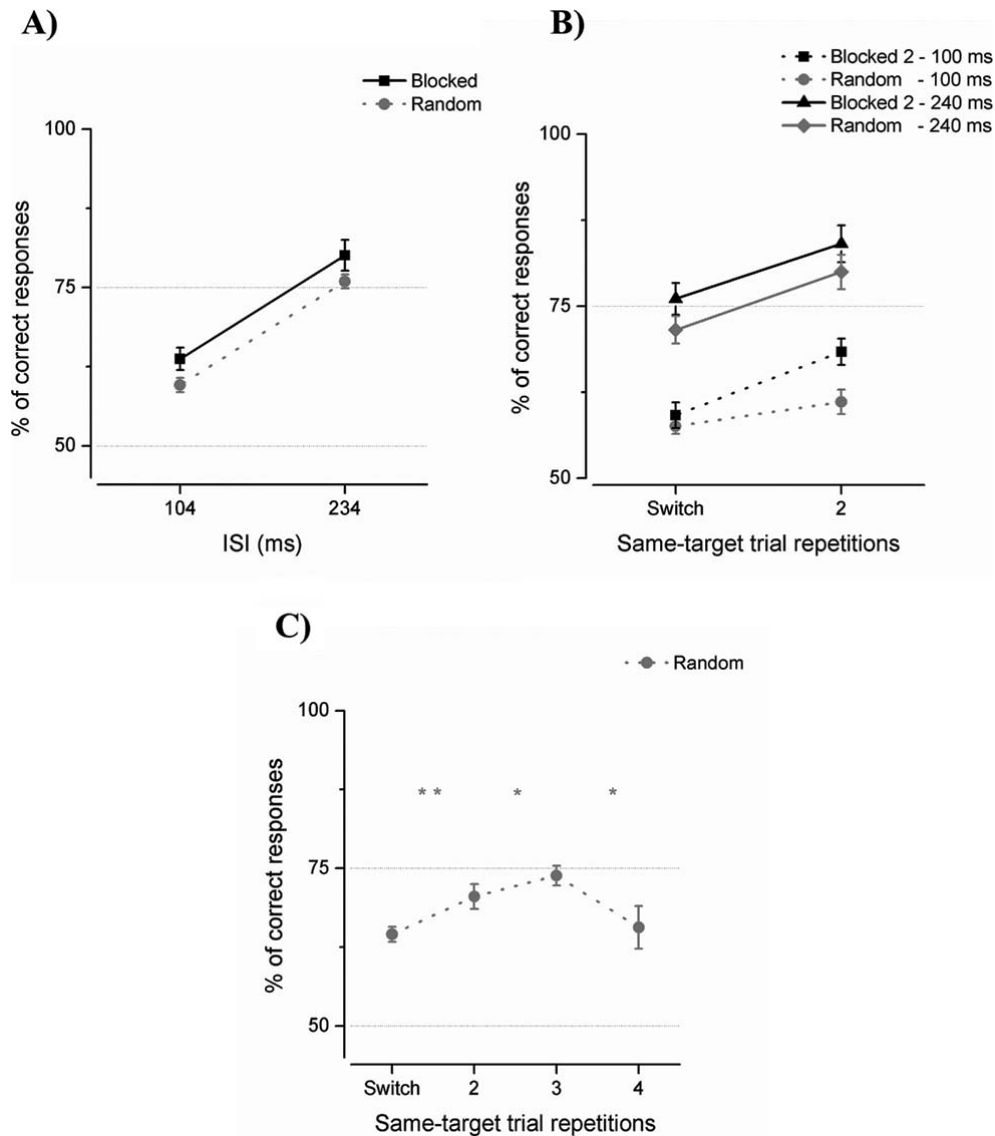 A)
Blocked
Random
100
75
50
% of correct responses
104 234
ISI (ms)
B)
Blocked 2 - 100 ms
Random - 100 ms
Blocked 2 - 240 ms
Random - 240 ms
100
75
50
% of correct responses
Switch 2
Same-target trial repetitions
C)
Random
100
* * * *
75
50
% of correct responses
Switch 2 3 4
Same-target trial repetitions